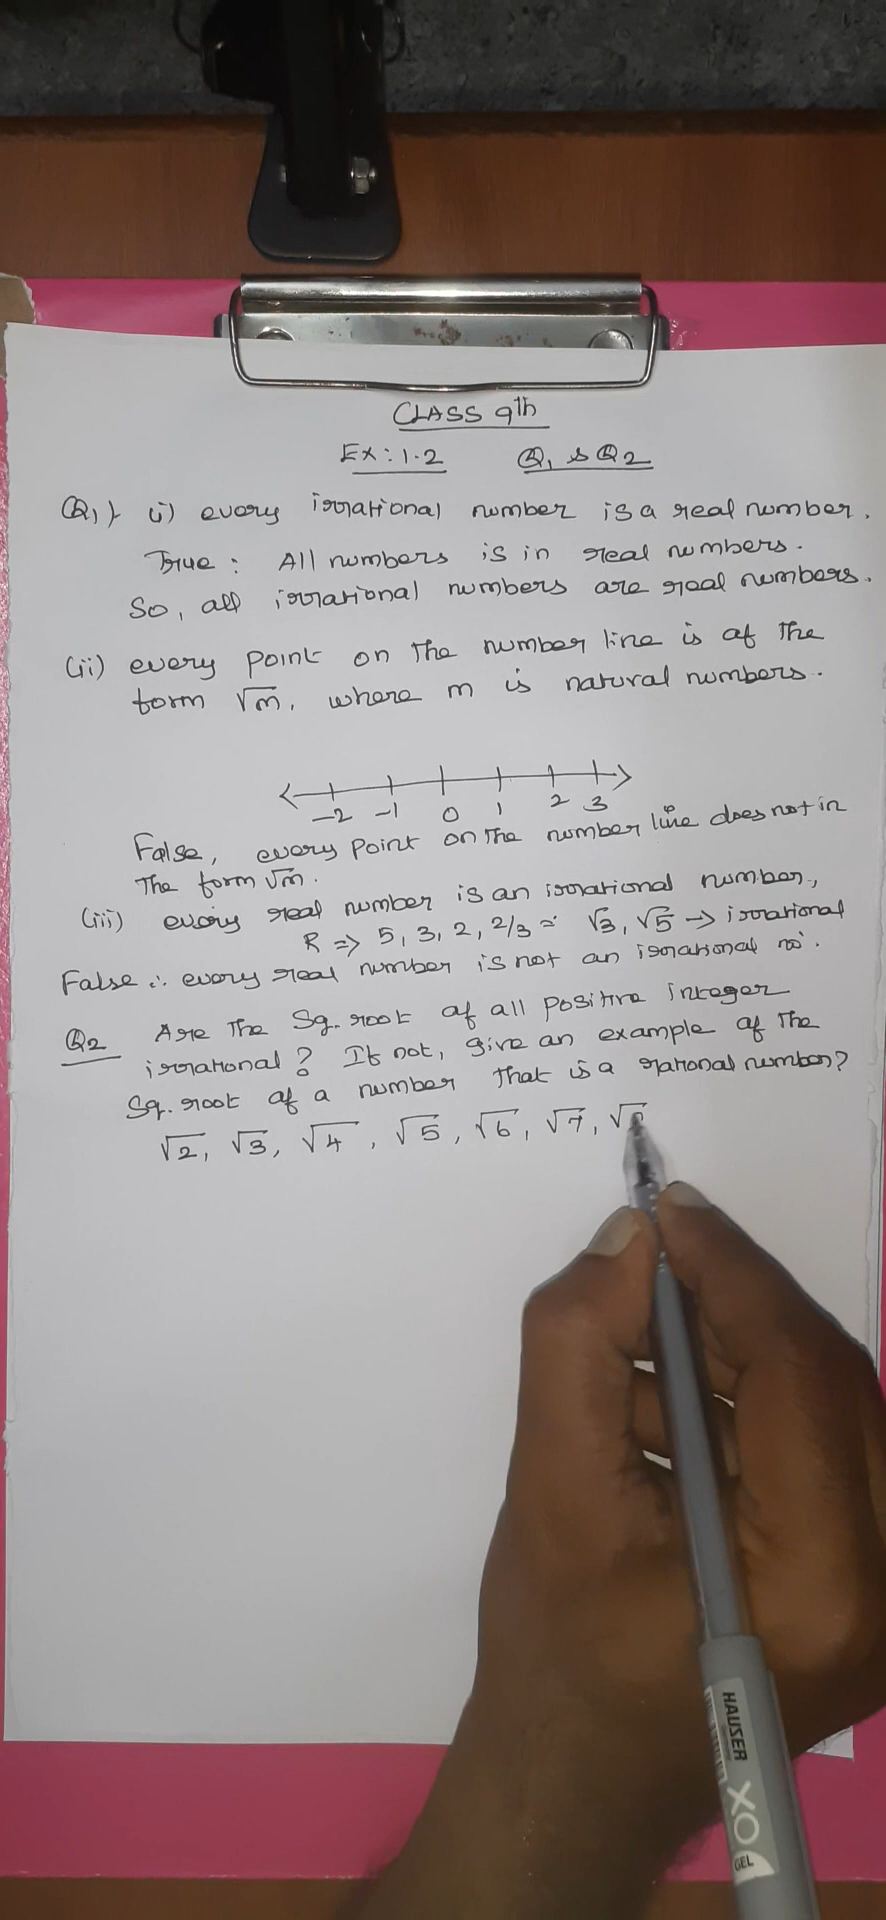 CLASS 9th
Ex: 1.2 Q1 & Q2
Q1) (i) every irrational number is a real number.
True: All numbers is in real numbers.
So, all irrational numbers are real numbers.
(ii) every point on the number line is of the
form √m, where m is natural numbers.
-2 -1 0 1 2 3
False, every point on the number line does not in
the form √m.
(iii) every real number is an irrational number,
R => 5, 3, 2, 2/3 = √3, √5 → irrational
False ∴ every real number is not an irrational no.
Q2 Are the Sq. root of all positive integer
irrational? If not, give an example of the
Sq. root of a number that is a rational number?
√2, √3, √4, √5, √6, √7, √
HAUSER
XO
GEL